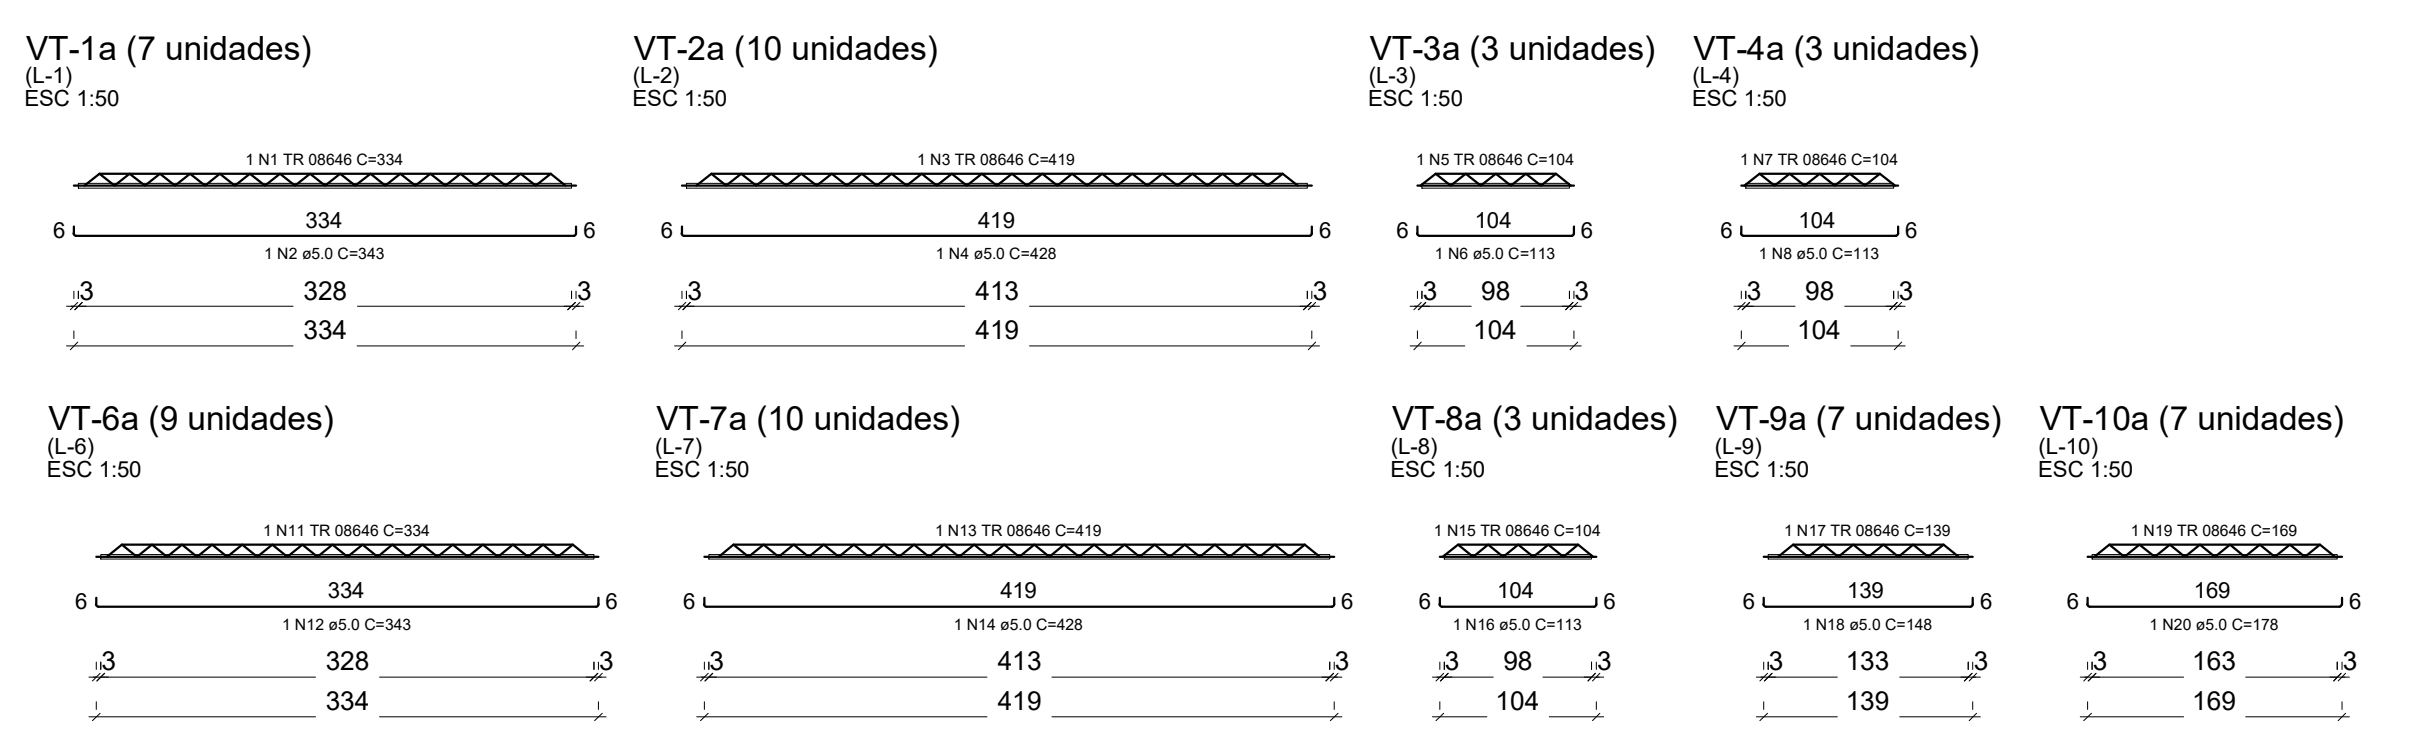 VT-1a (7 unidades)
(L-1)
ESC 1:50
1 N1 TR 08646 C=334
334
6 6
1 N2 ø5.0 C=343
3 328 3
334
VT-2a (10 unidades)
(L-2)
ESC 1:50
1 N3 TR 08646 C=419
419
6 6
1 N4 ø5.0 C=428
3 413 3
419
VT-3a (3 unidades)
(L-3)
ESC 1:50
1 N5 TR 08646 C=104
104
6 6
1 N6 ø5.0 C=113
3 98 3
104
VT-4a (3 unidades)
(L-4)
ESC 1:50
1 N7 TR 08646 C=104
104
6 6
1 N8 ø5.0 C=113
3 98 3
104
VT-6a (9 unidades)
(L-6)
ESC 1:50
1 N11 TR 08646 C=334
334
6 6
1 N12 ø5.0 C=343
3 328 3
334
VT-7a (10 unidades)
(L-7)
ESC 1:50
1 N13 TR 08646 C=419
419
6 6
1 N14 ø5.0 C=428
3 413 3
419
VT-8a (3 unidades)
(L-8)
ESC 1:50
1 N15 TR 08646 C=104
104
6 6
1 N16 ø5.0 C=113
3 98 3
104
VT-9a (7 unidades)
(L-9)
ESC 1:50
1 N17 TR 08646 C=139
139
6 6
1 N18 ø5.0 C=148
3 133 3
139
VT-10a (7 unidades)
(L-10)
ESC 1:50
1 N19 TR 08646 C=169
169
6 6
1 N20 ø5.0 C=178
3 163 3
169